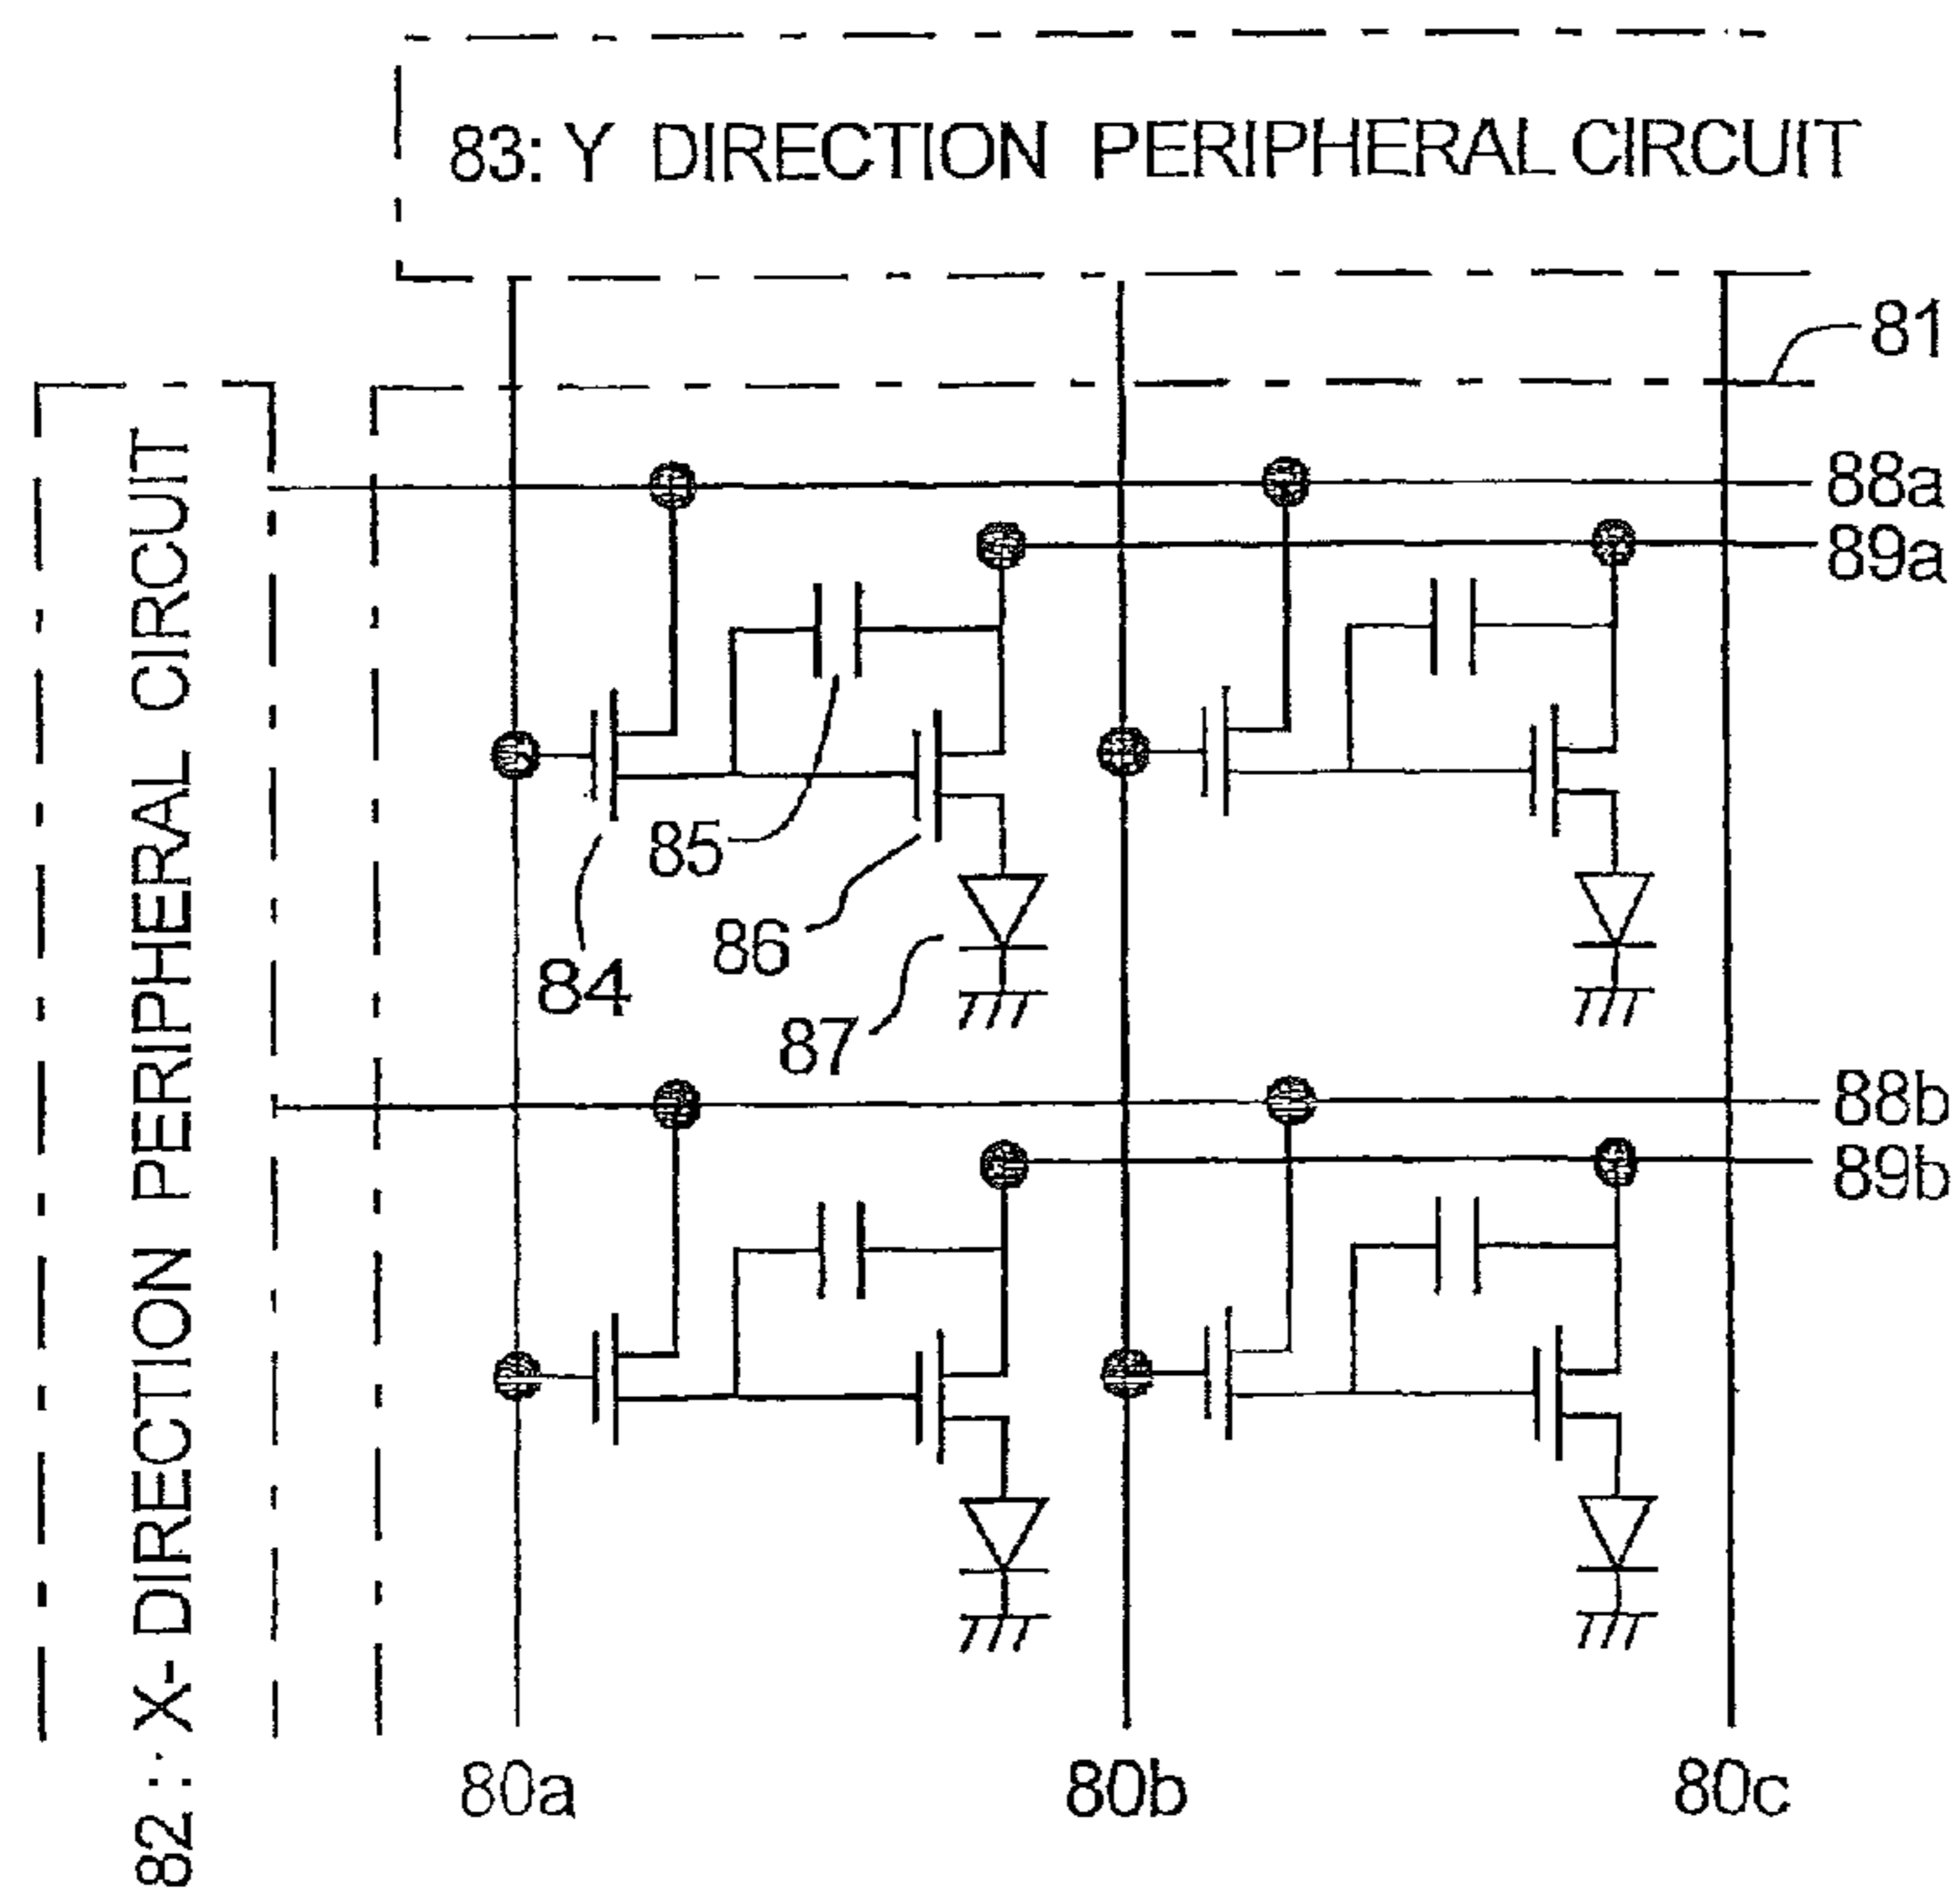 83: Y DIRECTION PERIPHERAL CIRCUIT
81
82 : X-DIRECTION PERIPHERAL CIRCUIT
88a
89a
85
84
86
87
88b
89b
80a
80b
80c